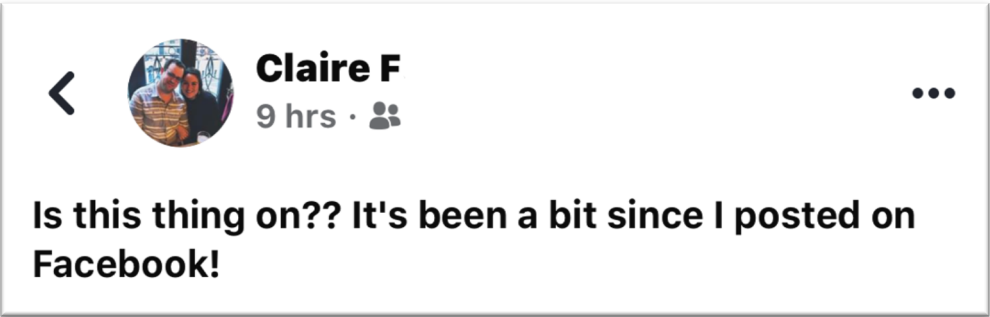 Claire F
9 hrs ·
Is this thing on?? It's been a bit since I posted on
Facebook!